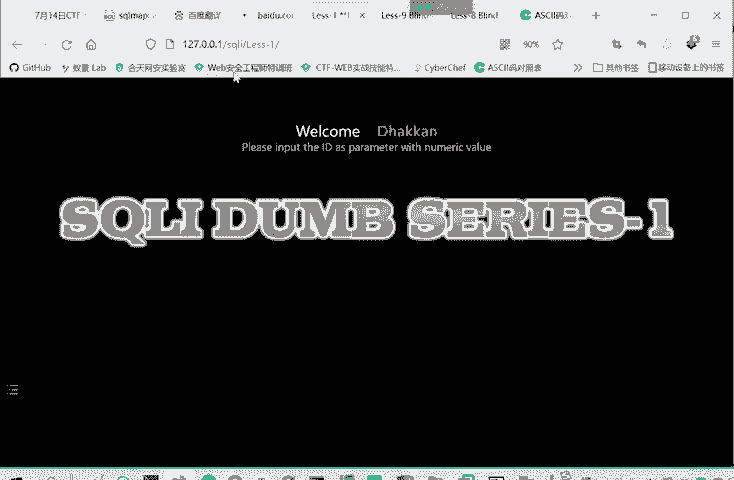 7月14日CTF sqlmap 百度翻译 baidu.co Less-1 **I Less-9 Blin Less-8 Blind ASCII码
127.0.0.1/sqli/Less-1/ 90%
GitHub 蚁景 Lab 合天网安实验室 Web安全工程师特训班 CTF-WEB实战技能特... CyberChef ASCII码对照表 其他书签 移动设备上的书签
Welcome Dhakkan
Please input the ID as parameter with numeric value
SQLI DUMB SERIES-1